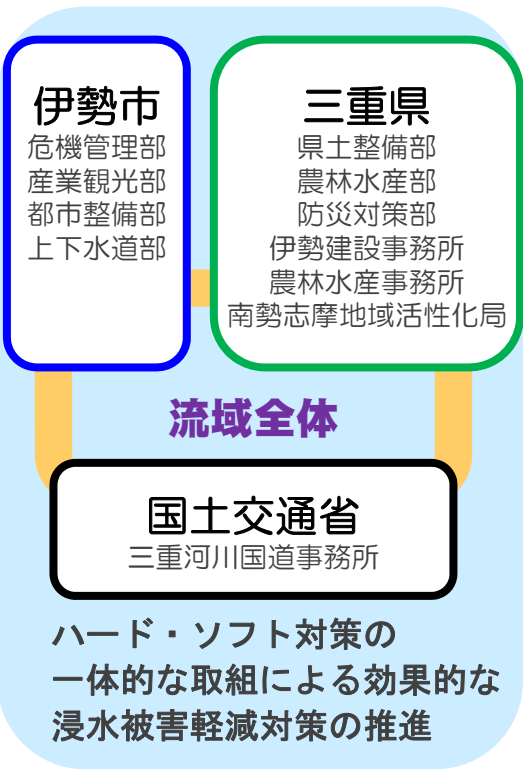 伊勢市
危機管理部
産業観光部
都市整備部
上下水道部
三重県
県土整備部
農林水産部
防災対策部
伊勢建設事務所
農林水産事務所
南勢志摩地域活性化局
流域全体
国土交通省
三重河川国道事務所
ハード・ソフト対策の
一体的な取組による効果的な
浸水被害軽減対策の推進